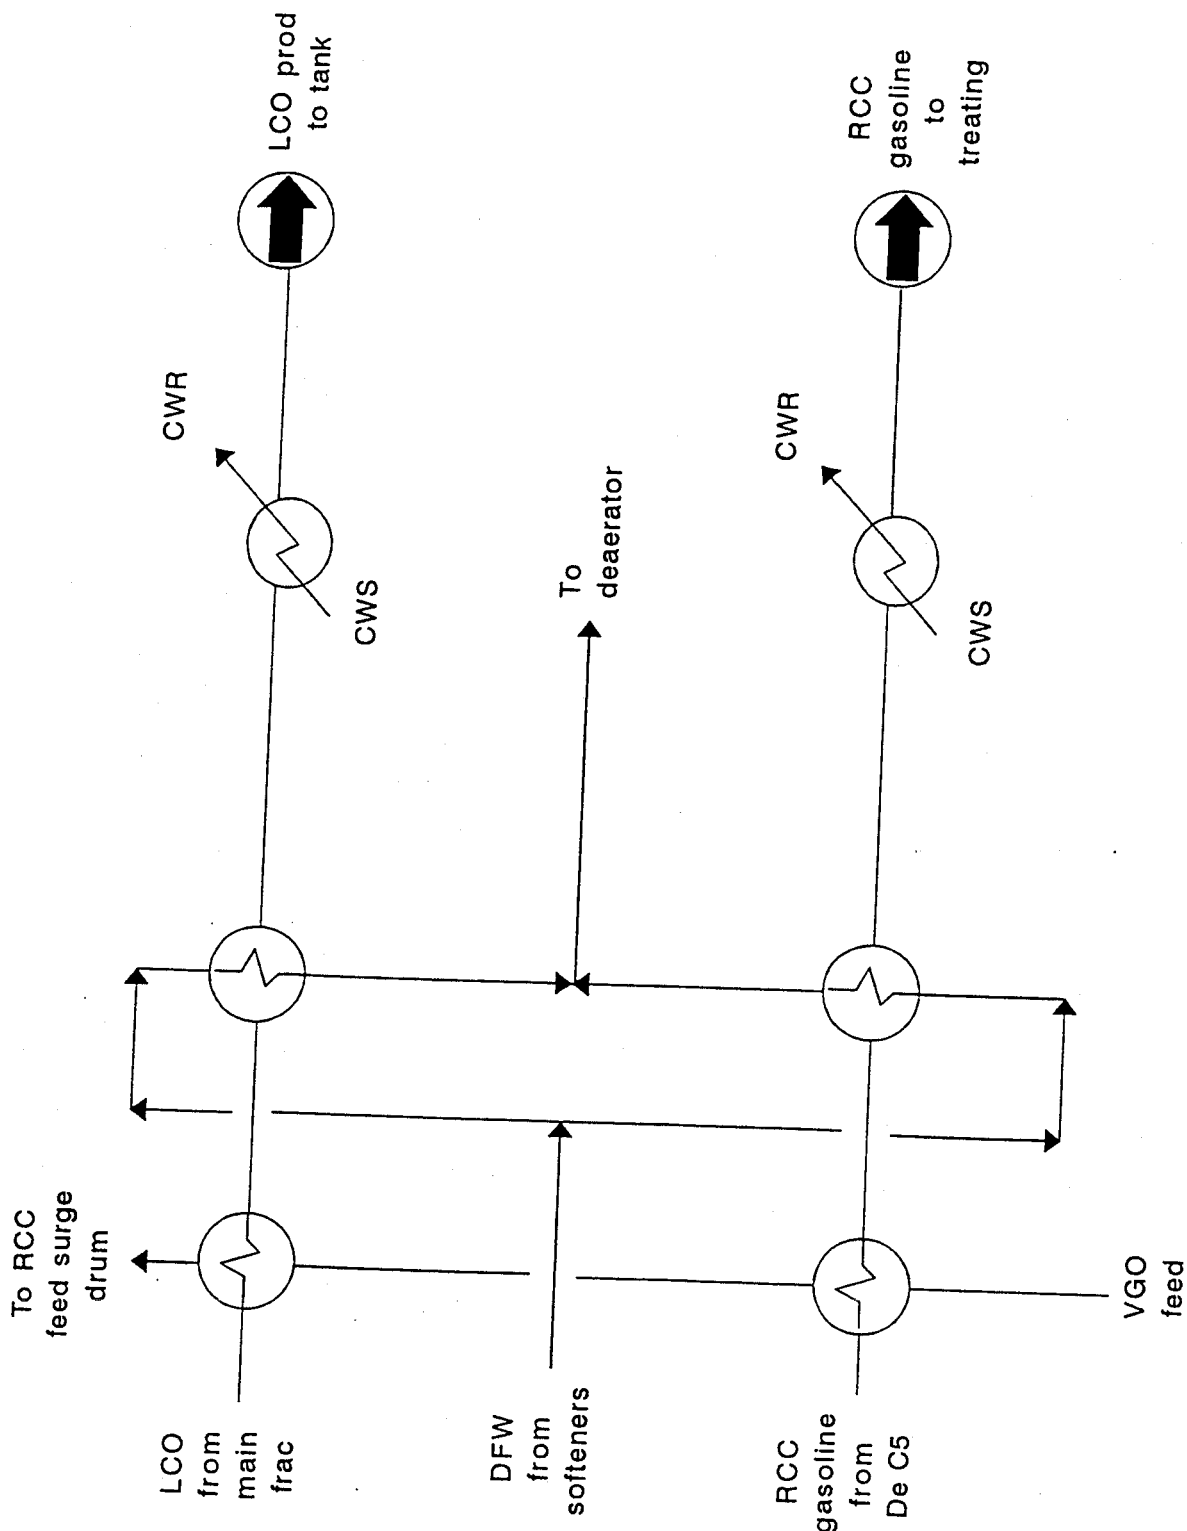 To RCC
feed surge
drum
LCO
from
main
frac
DFW
from
softeners
RCC
gasoline
from
De C5
VGO
feed
CWR
CWS
LCO prod
to tank
To
deaerator
CWR
CWS
RCC
gasoline
to
treating